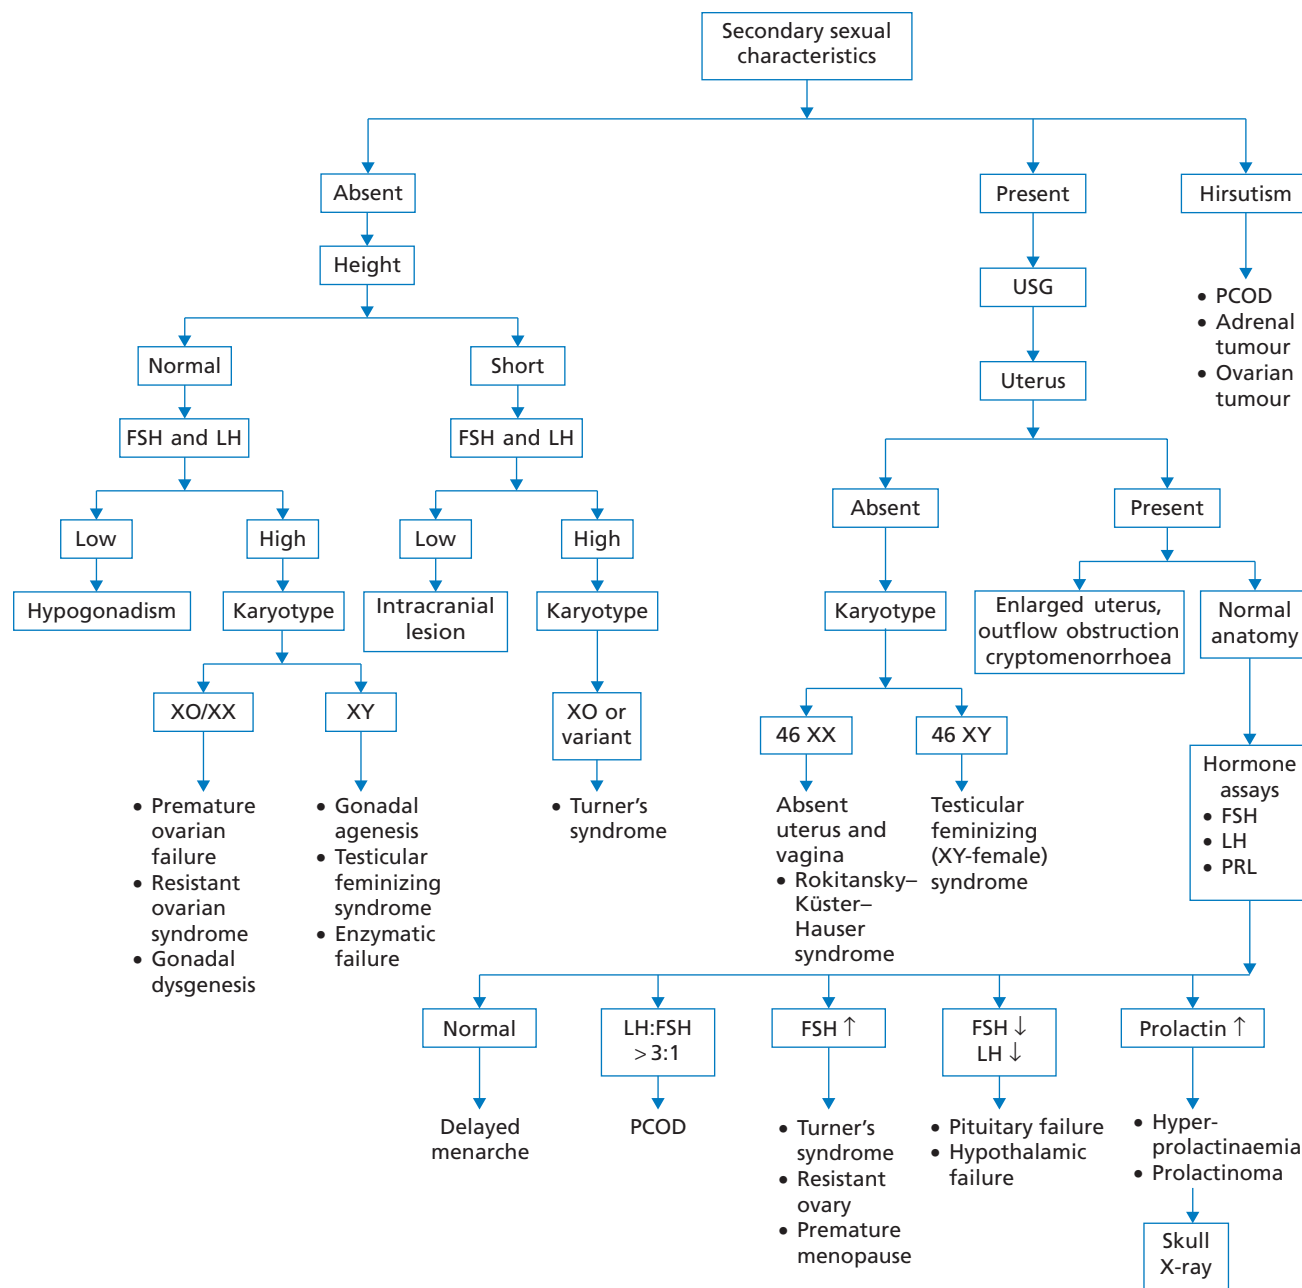 Secondary sexual
characteristics
Absent
Present
Hirsutism
Height
USG
• PCOD
• Adrenal
tumour
• Ovarian
tumour
Normal
Short
Uterus
FSH and LH
FSH and LH
Absent
Present
Low
High
Low
High
Hypogonadism
Karyotype
Intracranial
lesion
Karyotype
Karyotype
Enlarged uterus,
outflow obstruction
cryptomenorrhoea
Normal
anatomy
XO/XX
XY
XO or
variant
46 XX
46 XY
• Premature
ovarian
failure
• Resistant
ovarian
syndrome
• Gonadal
dysgenesis
• Gonadal
agenesis
• Testicular
feminizing
syndrome
• Enzymatic
failure
• Turner's
syndrome
Absent
uterus and
vagina
• Rokitansky–
Küster–
Hauser
syndrome
Testicular
feminizing
(XY-female)
syndrome
Hormone
assays
• FSH
• LH
• PRL
Normal
LH:FSH
> 3:1
FSH ↑
FSH ↓
LH ↓
Prolactin ↑
Delayed
menarche
PCOD
• Turner's
syndrome
• Resistant
ovary
• Premature
menopause
• Pituitary failure
• Hypothalamic
failure
• Hyper-
prolactinaemia
• Prolactinoma
Skull
X-ray